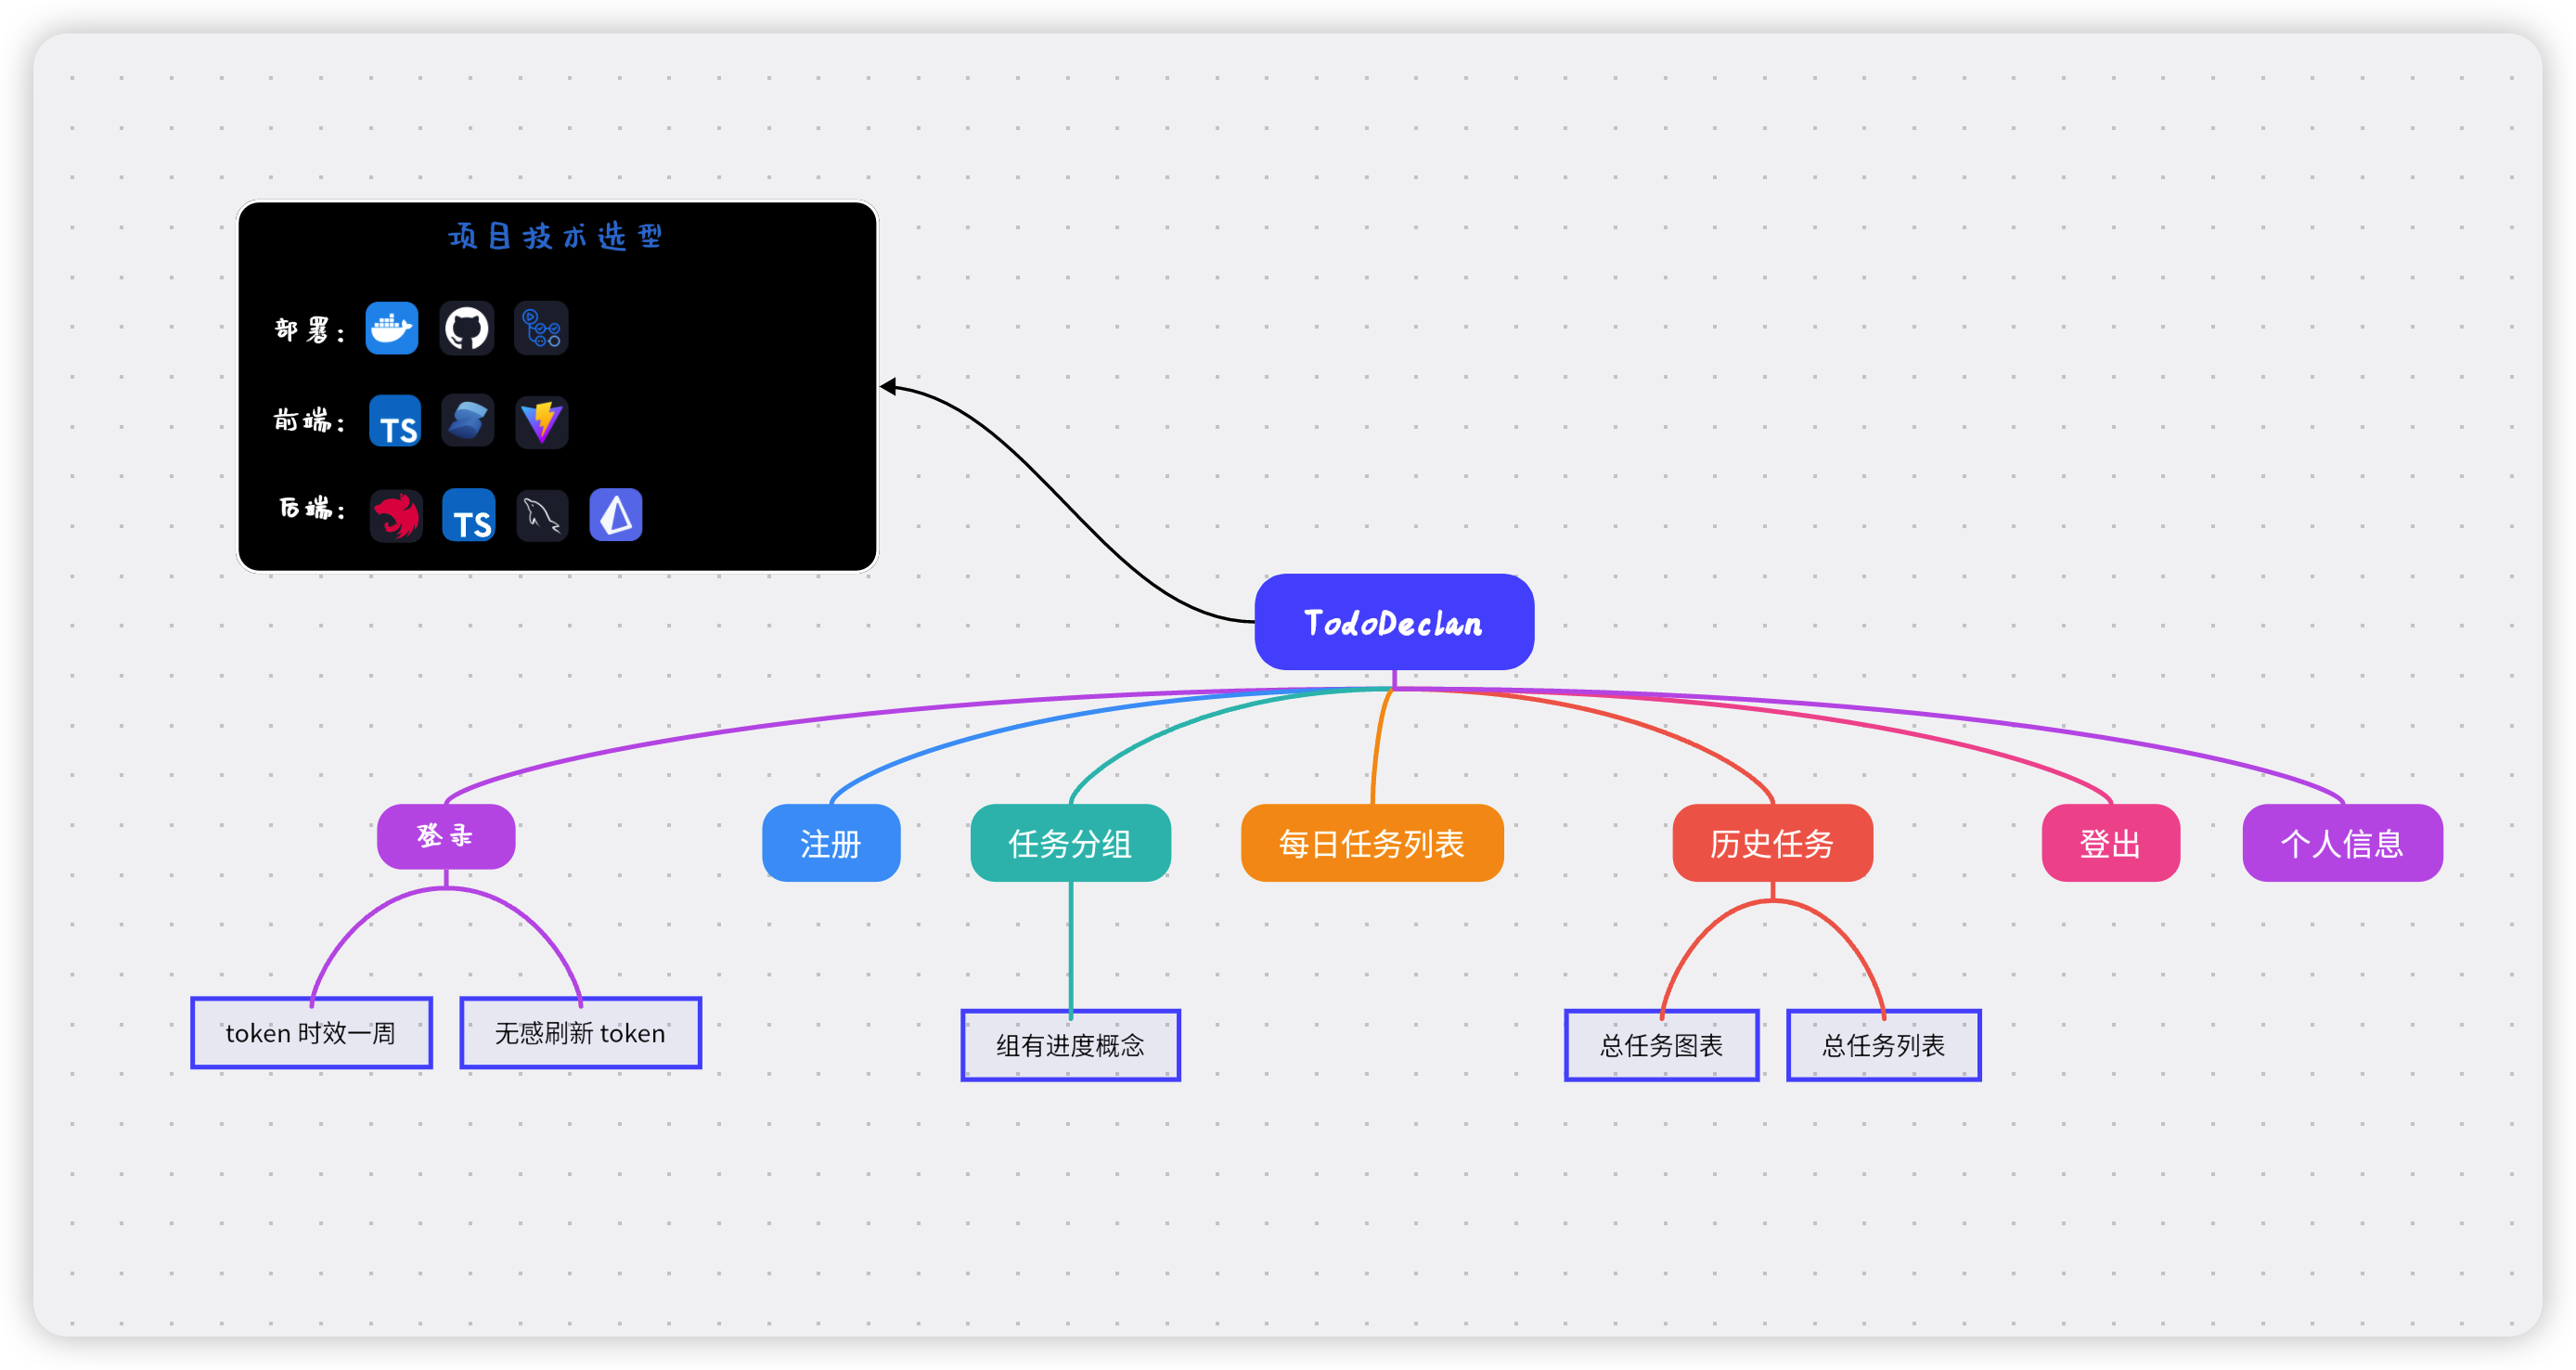 项目技术选型
部署：
前端：
TS
后端：
TS
TodoDeclan
登录
注册
任务分组
每日任务列表
历史任务
登出
个人信息
token 时效一周
无感刷新 token
组有进度概念
总任务图表
总任务列表